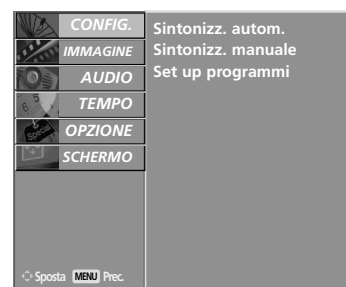 CONFIG.
IMMAGINE
AUDIO
TEMPO
OPZIONE
SCHERMO
Sintonizz. autom.
Sintonizz. manuale
Set up programmi
Sposta MENU Prec.